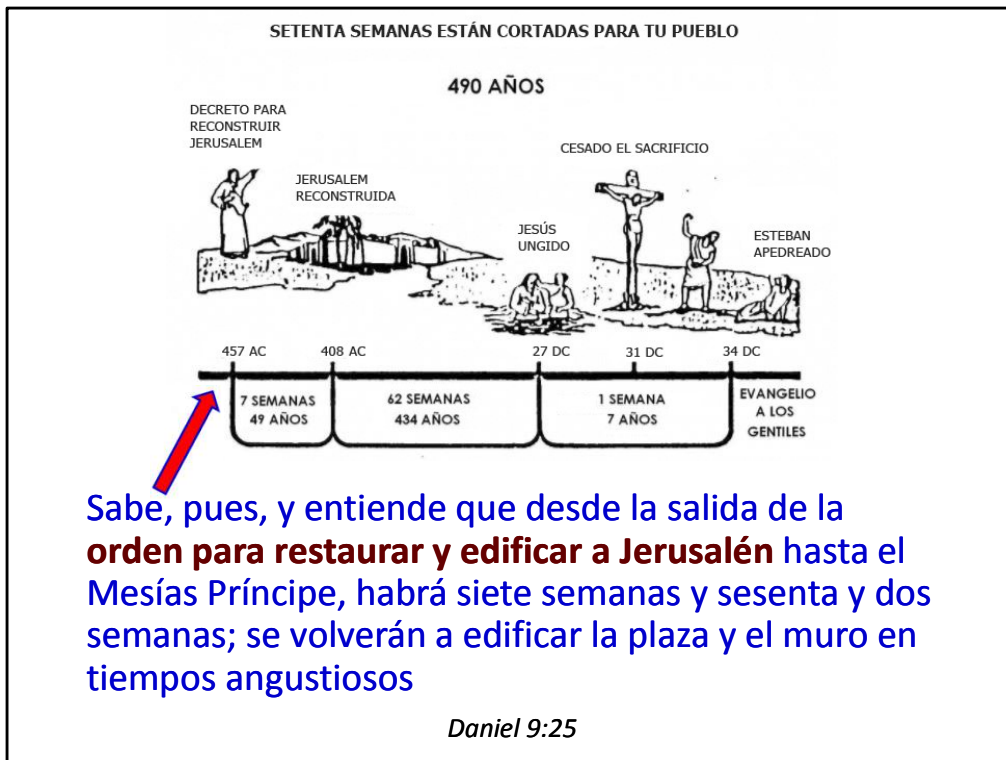 SETENTA SEMANAS ESTÁN CORTADAS PARA TU PUEBLO
490 AÑOS
DECRETO PARA
RECONSTRUIR
JERUSALEM
JERUSALEM
RECONSTRUIDA
JESÚS
UNGIDO
CESADO EL SACRIFICIO
ESTEBAN
APEDREADO
457 AC
408 AC
27 DC
31 DC
34 DC
7 SEMANAS
49 AÑOS
62 SEMANAS
434 AÑOS
1 SEMANA
7 AÑOS
EVANGELIO
A LOS
GENTILES
Sabe, pues, y entiende que desde la salida de la
orden para restaurar y edificar a Jerusalén hasta el
Mesías Príncipe, habrá siete semanas y sesenta y dos
semanas; se volverán a edificar la plaza y el muro en
tiempos angustiosos
Daniel 9:25